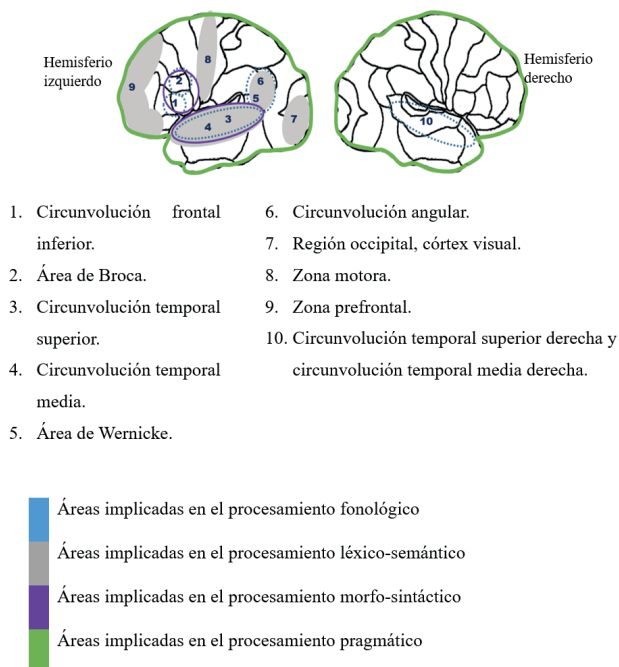 Hemisferio
izquierdo
Hemisferio
derecho
9
8
2
1
6
5
3
4
7
10
1. Circunvolución frontal
inferior.
2. Área de Broca.
3. Circunvolución temporal
superior.
4. Circunvolución temporal
media.
5. Área de Wernicke.
6. Circunvolución angular.
7. Región occipital, córtex visual.
8. Zona motora.
9. Zona prefrontal.
10. Circunvolución temporal superior derecha y
circunvolución temporal media derecha.
Áreas implicadas en el procesamiento fonológico
Áreas implicadas en el procesamiento léxico-semántico
Áreas implicadas en el procesamiento morfo-sintáctico
Áreas implicadas en el procesamiento pragmático